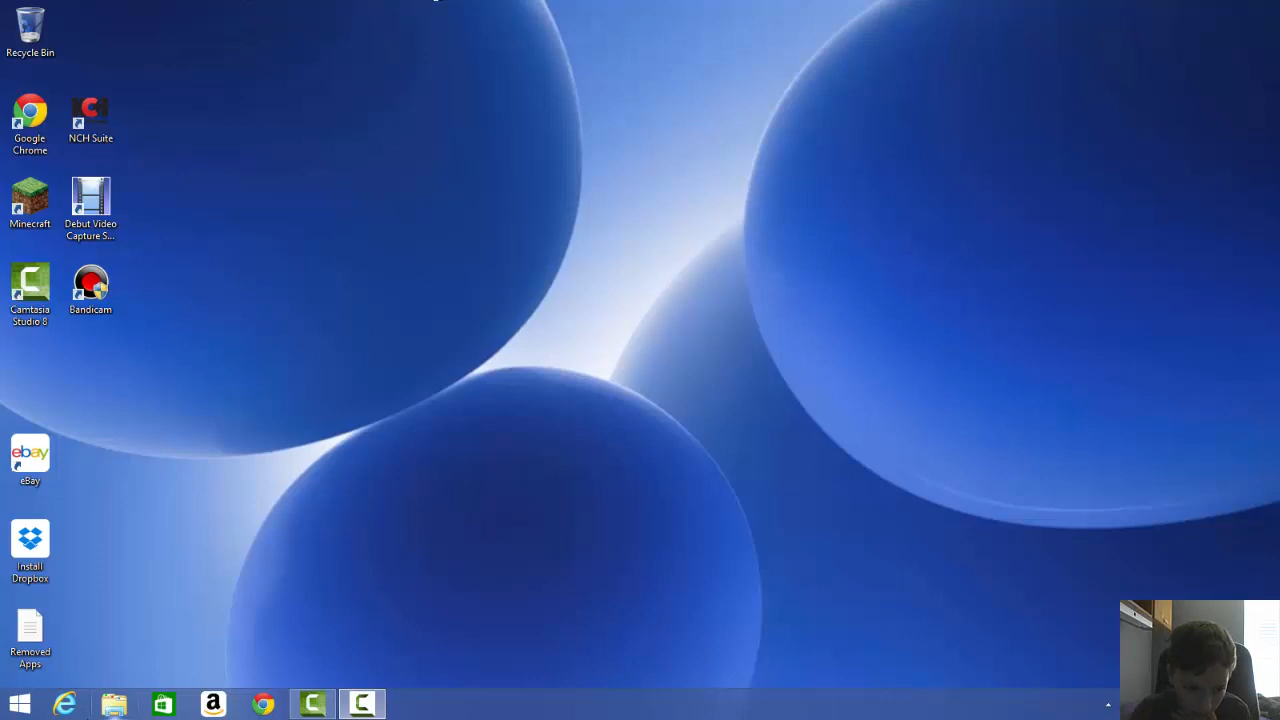 Recycle Bin
Google
Chrome
NCH Suite
Minecraft
Debut Video
Capture S...
Camtasia
Studio 8
Bandicam
ebay
eBay
Install
Dropbox
Removed
Apps